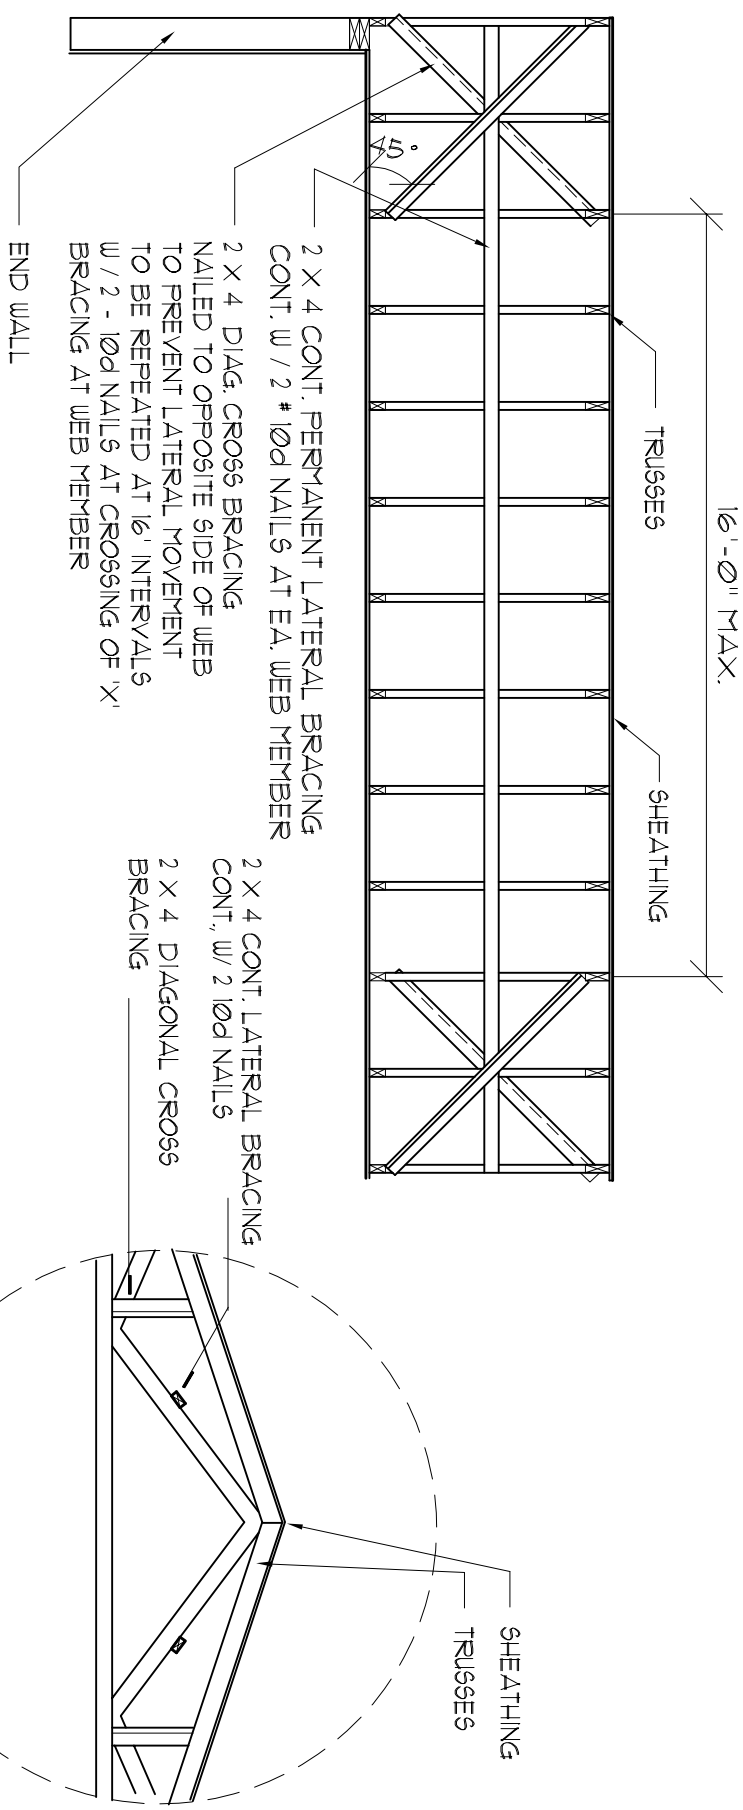 16'-0" MAX.
TRUSSES
SHEATHING
45°
2 X 4 CONT. PERMANENT LATERAL BRACING
CONT. W / 2 # 10d NAILS AT EA. WEB MEMBER
2 X 4 DIAG. CROSS BRACING
NAILED TO OPPOSITE SIDE OF WEB
TO PREVENT LATERAL MOVEMENT
TO BE REPEATED AT 16' INTERVALS
W / 2 - 10d NAILS AT CROSSING OF 'X'
BRACING AT WEB MEMBER
END WALL
2 X 4 CONT. LATERAL BRACING
CONT., W/ 2 10d NAILS
2 X 4 DIAGONAL CROSS
BRACING
SHEATHING
TRUSSES